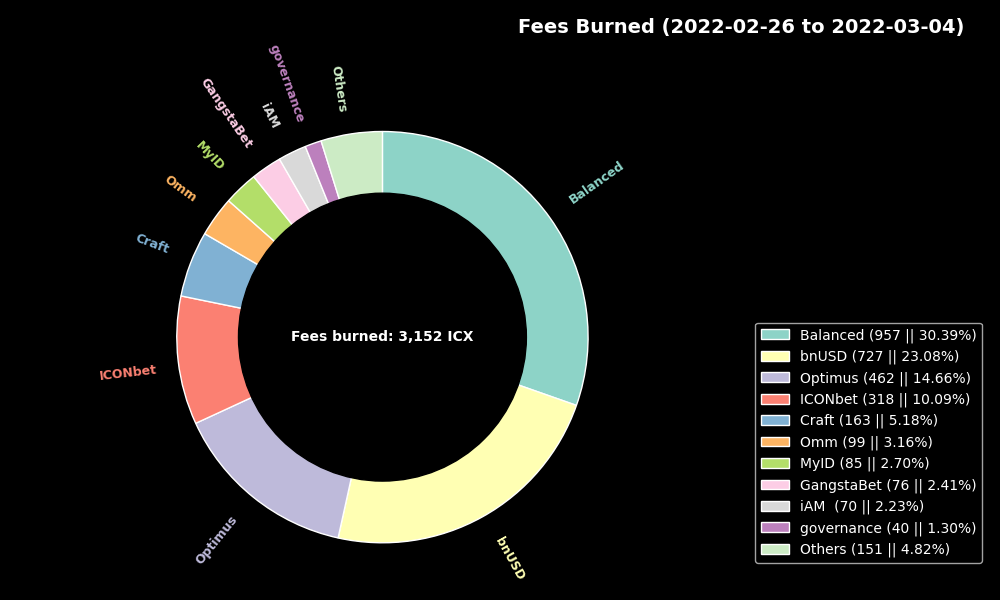 Fees Burned (2022-02-26 to 2022-03-04)
Others
governance
iAM
GangstaBet
MyID
Omm
Craft
ICONbet
Optimus
bnUSD
Balanced
Fees burned: 3,152 ICX
Balanced (957 || 30.39%)
bnUSD (727 || 23.08%)
Optimus (462 || 14.66%)
ICONbet (318 || 10.09%)
Craft (163 || 5.18%)
Omm (99 || 3.16%)
MyID (85 || 2.70%)
GangstaBet (76 || 2.41%)
iAM  (70 || 2.23%)
governance (40 || 1.30%)
Others (151 || 4.82%)